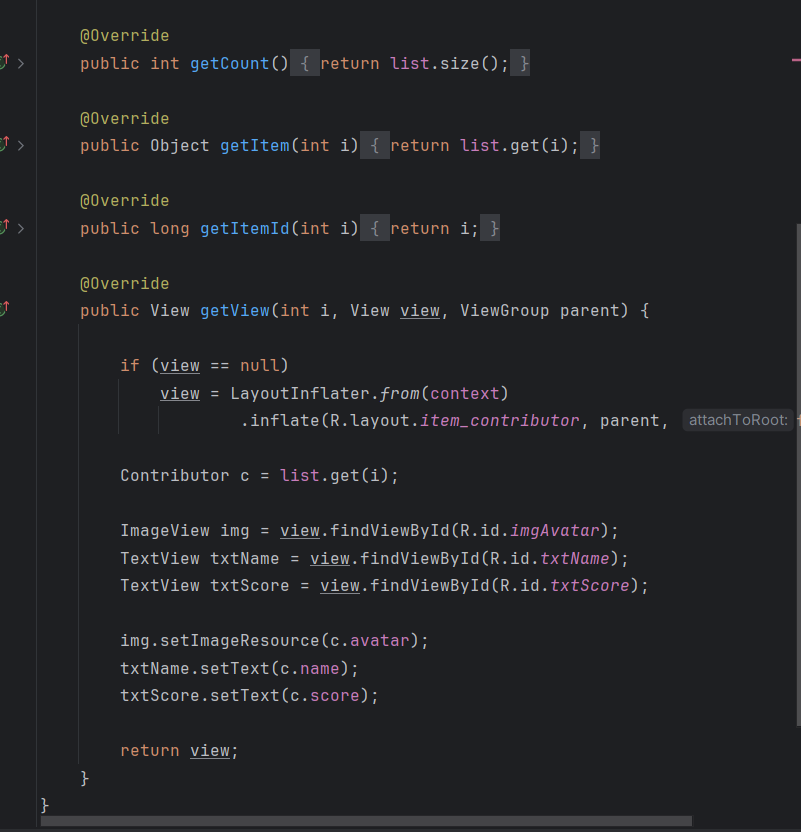 @Override
public int getCount() { return list.size(); }
@Override
public Object getItem(int i) { return list.get(i); }
@Override
public long getItemId(int i) { return i; }
@Override
public View getView(int i, View view, ViewGroup parent) {
if (view == null)
view = LayoutInflater.from(context)
.inflate(R.layout.item_contributor, parent, attachToRoot:
Contributor c = list.get(i);
ImageView img = view.findViewById(R.id.imgAvatar);
TextView txtName = view.findViewById(R.id.txtName);
TextView txtScore = view.findViewById(R.id.txtScore);
img.setImageResource(c.avatar);
txtName.setText(c.name);
txtScore.setText(c.score);
return view;
}
}